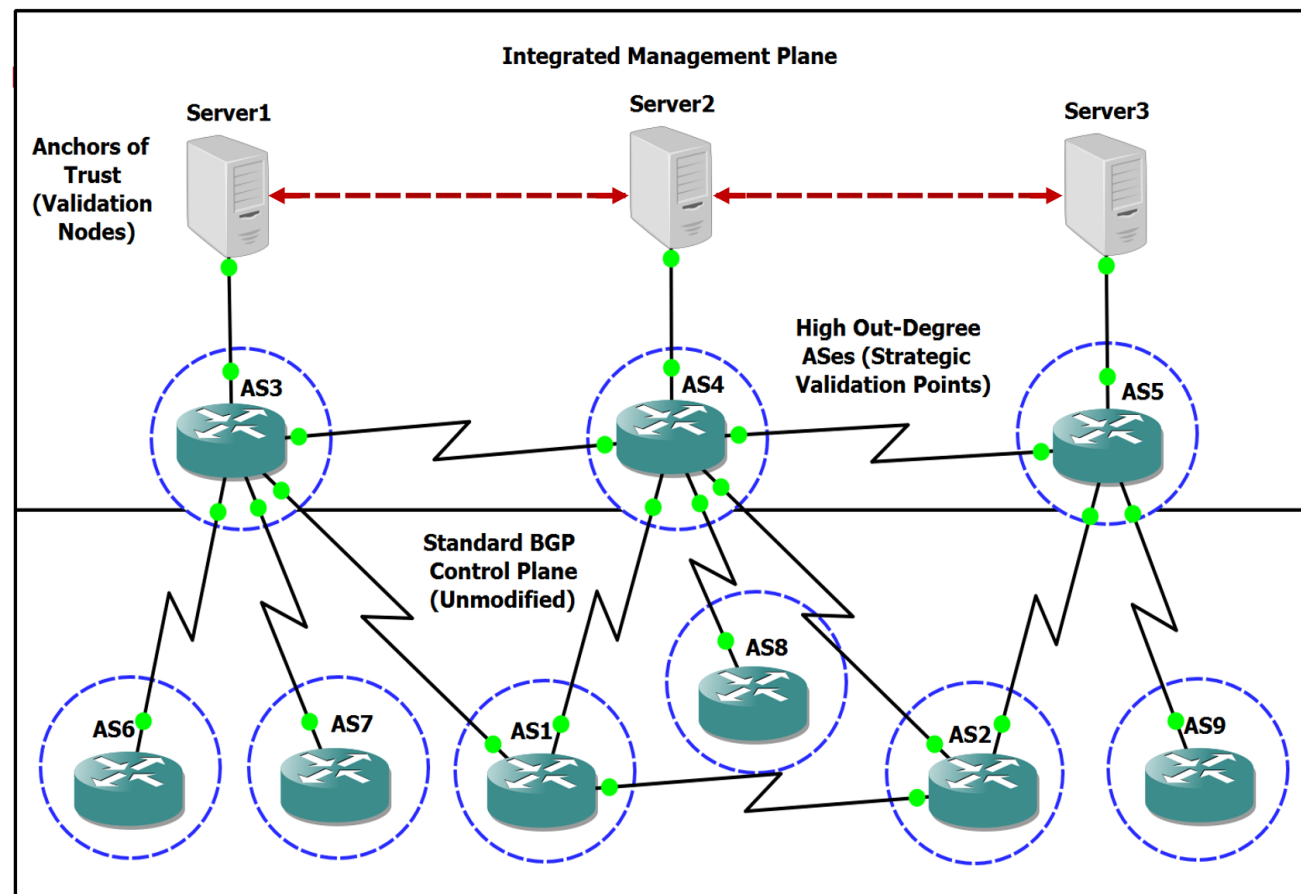 Integrated Management Plane
Server1
Server2
Server3
Anchors of
Trust
(Validation
Nodes)
High Out-Degree
ASes (Strategic
Validation Points)
AS3
AS4
AS5
Standard BGP
Control Plane
(Unmodified)
AS8
AS6
AS7
AS1
AS2
AS9